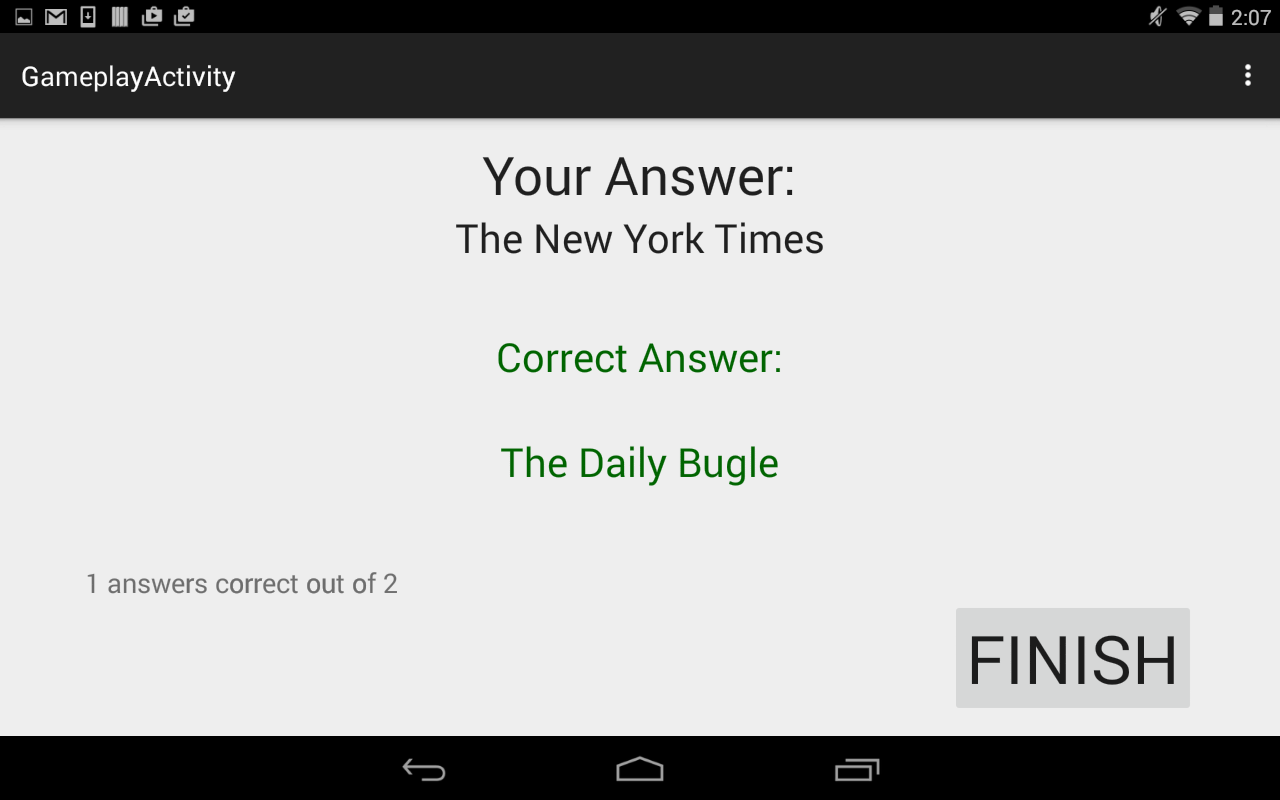 2:07
GameplayActivity
Your Answer:
The New York Times
Correct Answer:
The Daily Bugle
1 answers correct out of 2
FINISH